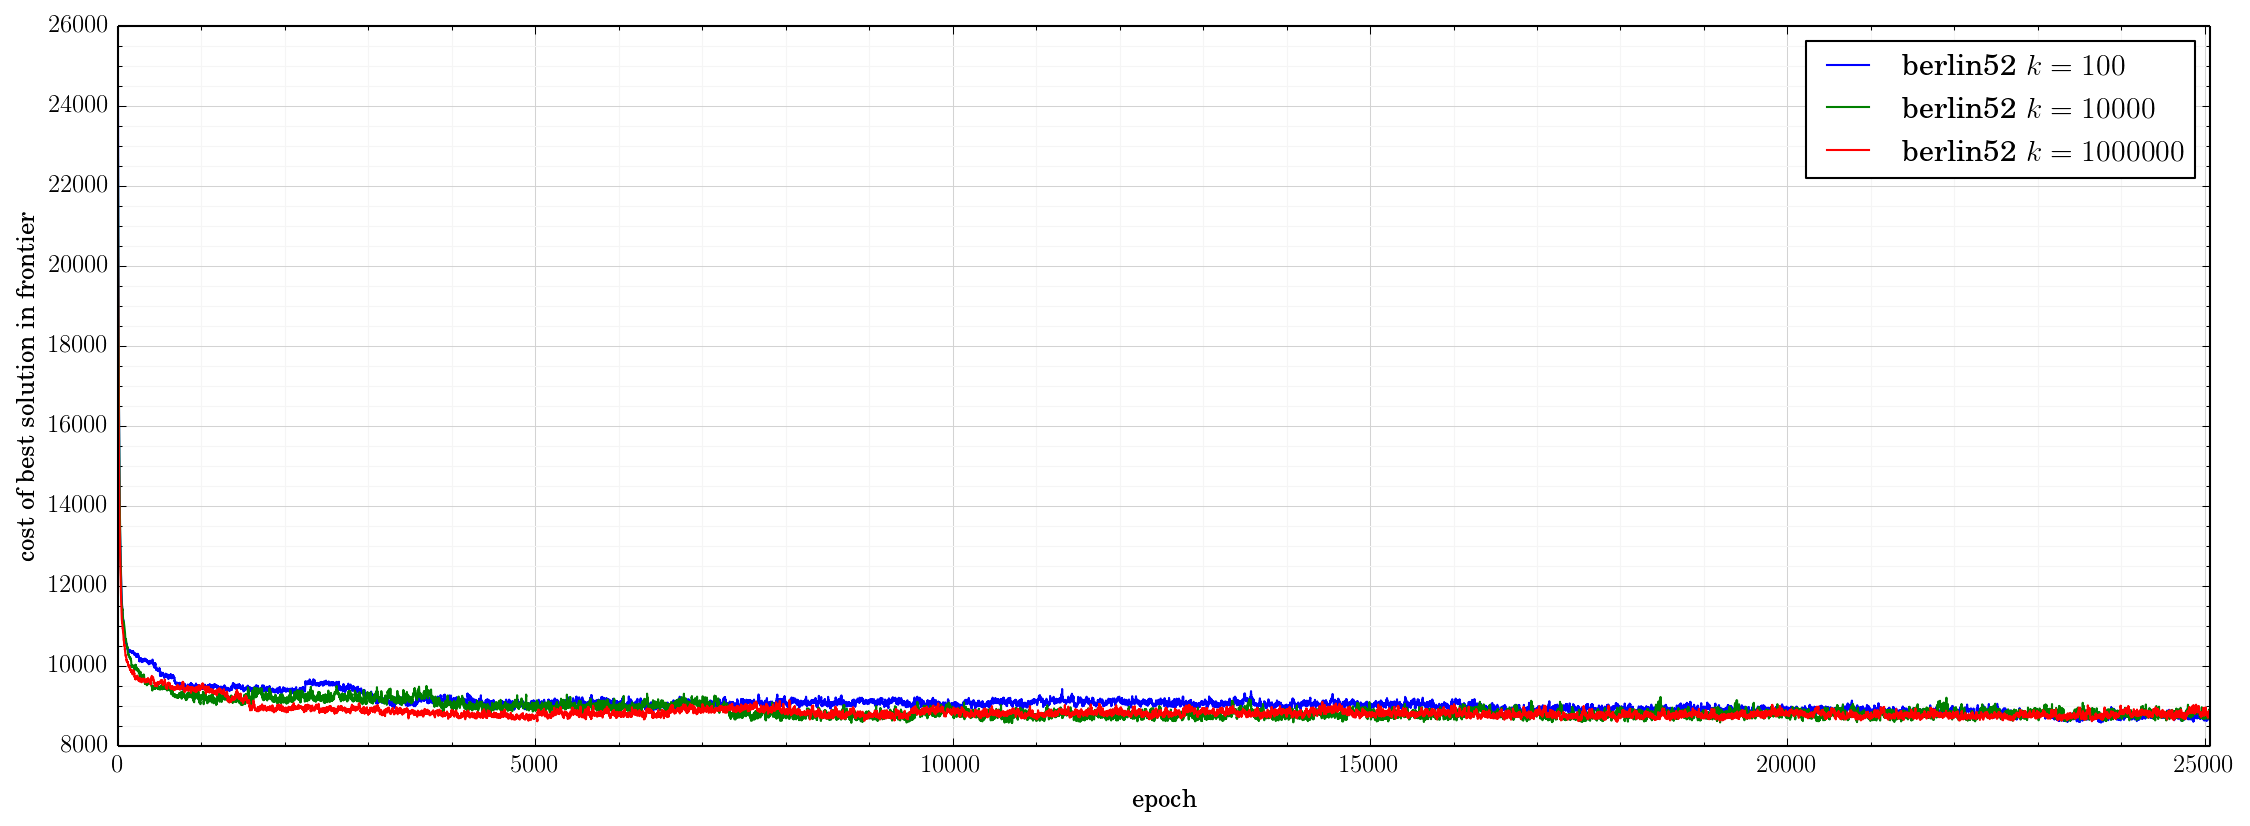 26000
24000
22000
20000
18000
16000
14000
12000
10000
8000
cost of best solution in frontier
berlin52 k = 100
berlin52 k = 10000
berlin52 k = 1000000
0 5000 10000 15000 20000 25000
epoch